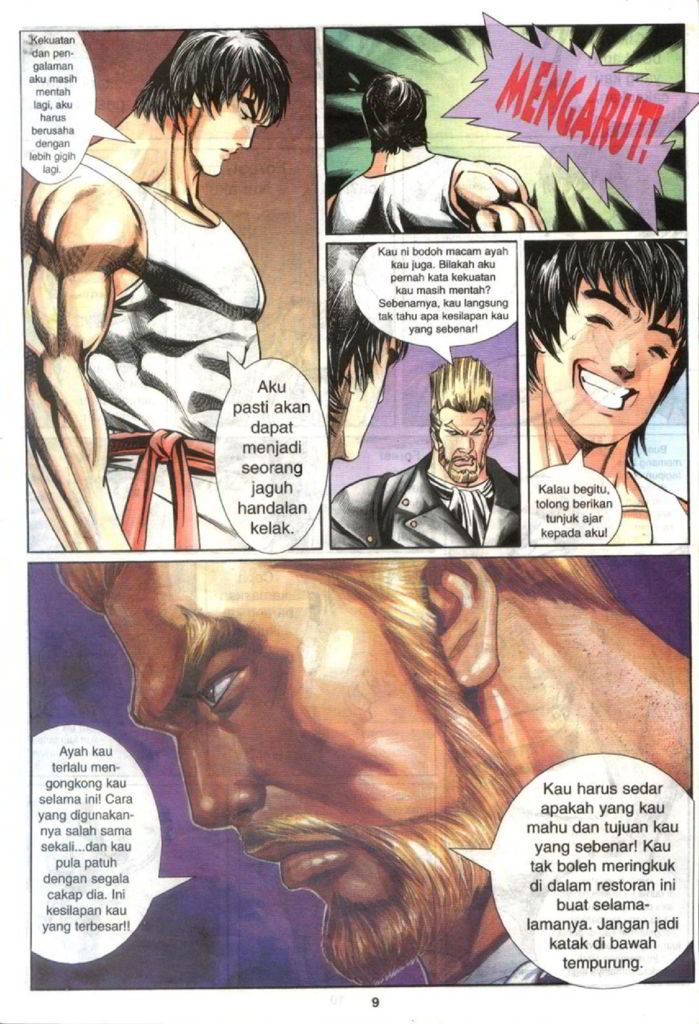 Kekuatan
dan pen-
galaman
aku masih
mentah
lagi, aku
harus
berusaha
dengan
lebih gigih
lagi.
Aku
pasti akan
dapat
menjadi
seorang
jaguh
handalan
kelak.
MENGARUT!
Kau ni bodoh macam ayah
kau juga. Bilakah aku
pernah kata kekuatan
kau masih mentah?
Sebenarnya, kau langsung
tak tahu apa kesilapan kau
yang sebenar!
Kalau begitu,
tolong berikan
tunjuk ajar
kepada aku!
Ayah kau
terlalu men-
gongkong kau
selama ini! Cara
yang digunakan-
nya salah sama
sekali...dan kau
pula patuh
dengan segala
cakap dia. Ini
kesilapan kau
yang terbesar!!
Kau harus sedar
apakah yang kau
mahu dan tujuan kau
yang sebenar! Kau
tak boleh meringkuk
di dalam restoran ini
buat selama-
lamanya. Jangan jadi
katak di bawah
tempurung.
9